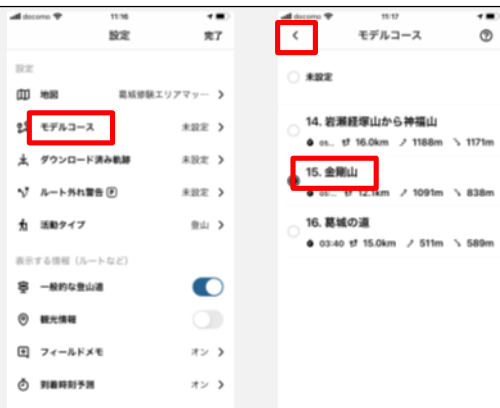 docomo 11:16
設定 完了
設定
地図 葛城修験エリアマッ…
モデルコース 未設定
ダウンロード済み軌跡 未設定
ルート外れ警告 P 未設定
活動タイプ 登山
表示する情報（ルートなど）
一般的な登山道
観光情報
フィールドメモ オン
到着時刻予測 オン
docomo 11:17
モデルコース
未設定
14. 岩瀬経塚山から神福山
05... 16.0km 1188m 1171m
15. 金剛山
12.1km 1091m 838m
16. 葛城の道
03:40 15.0km 511m 589m